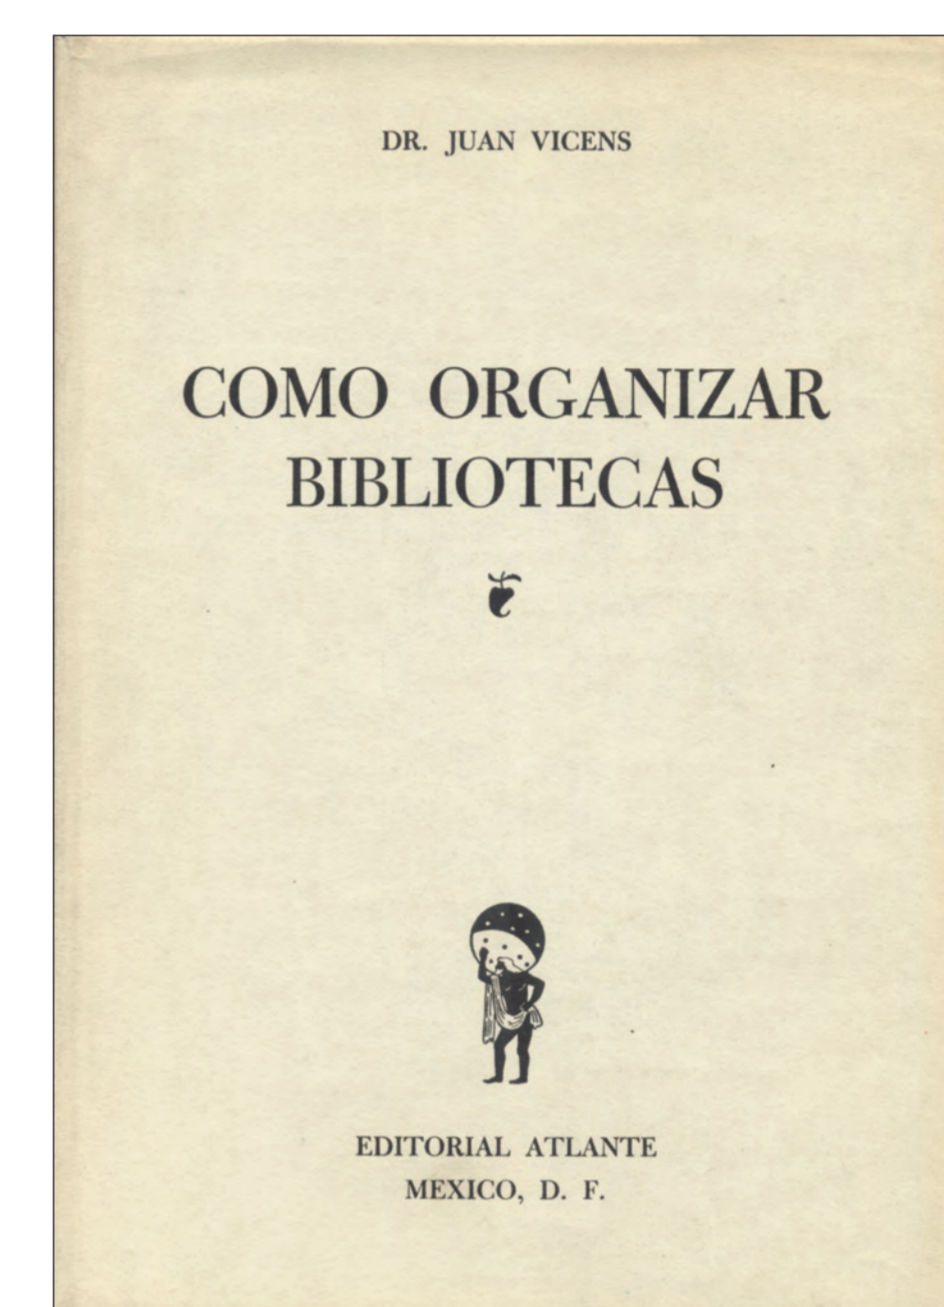 DR. JUAN VICENS
COMO ORGANIZAR
BIBLIOTECAS
EDITORIAL ATLANTE
MEXICO, D. F.